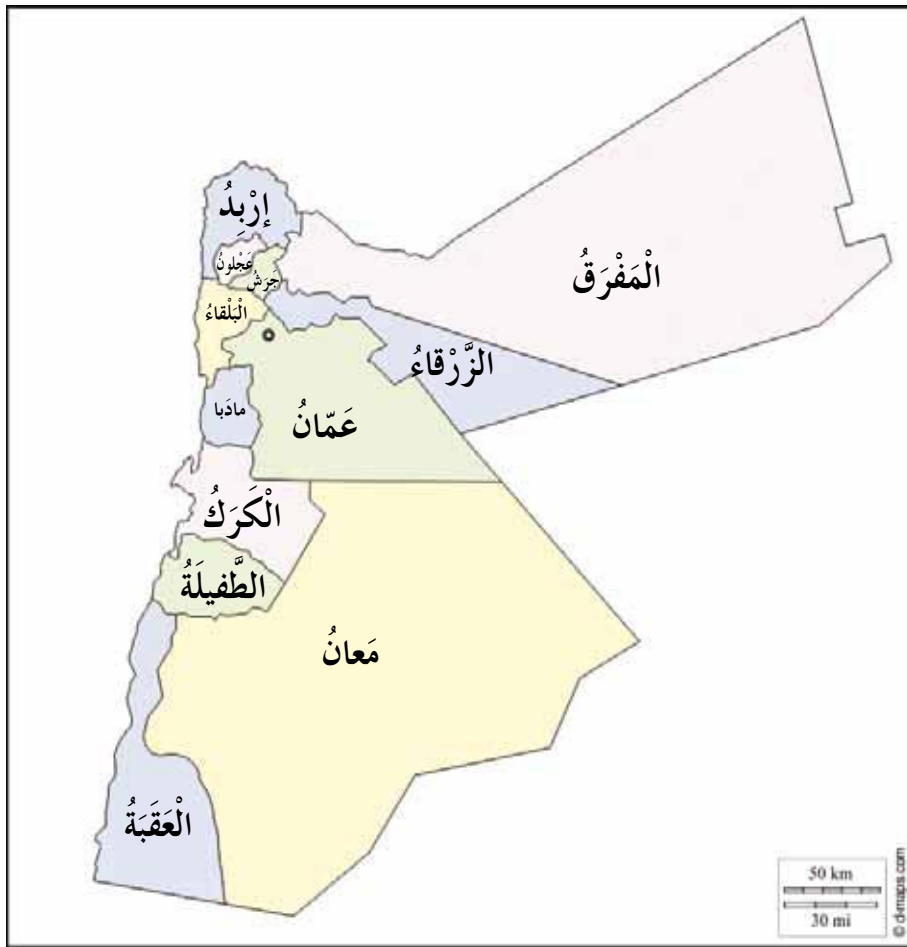 إرْبِدُ
عَجْلونُ
جَرَشُ
الْمَفْرَقُ
الْبَلْقاءُ
الزَّرْقاءُ
مادَبا
عَمّانُ
الْكَرَكُ
الطَّفيلَةُ
مَعانُ
الْعَقَبَةُ
50 km
30 mi
© d-maps.com